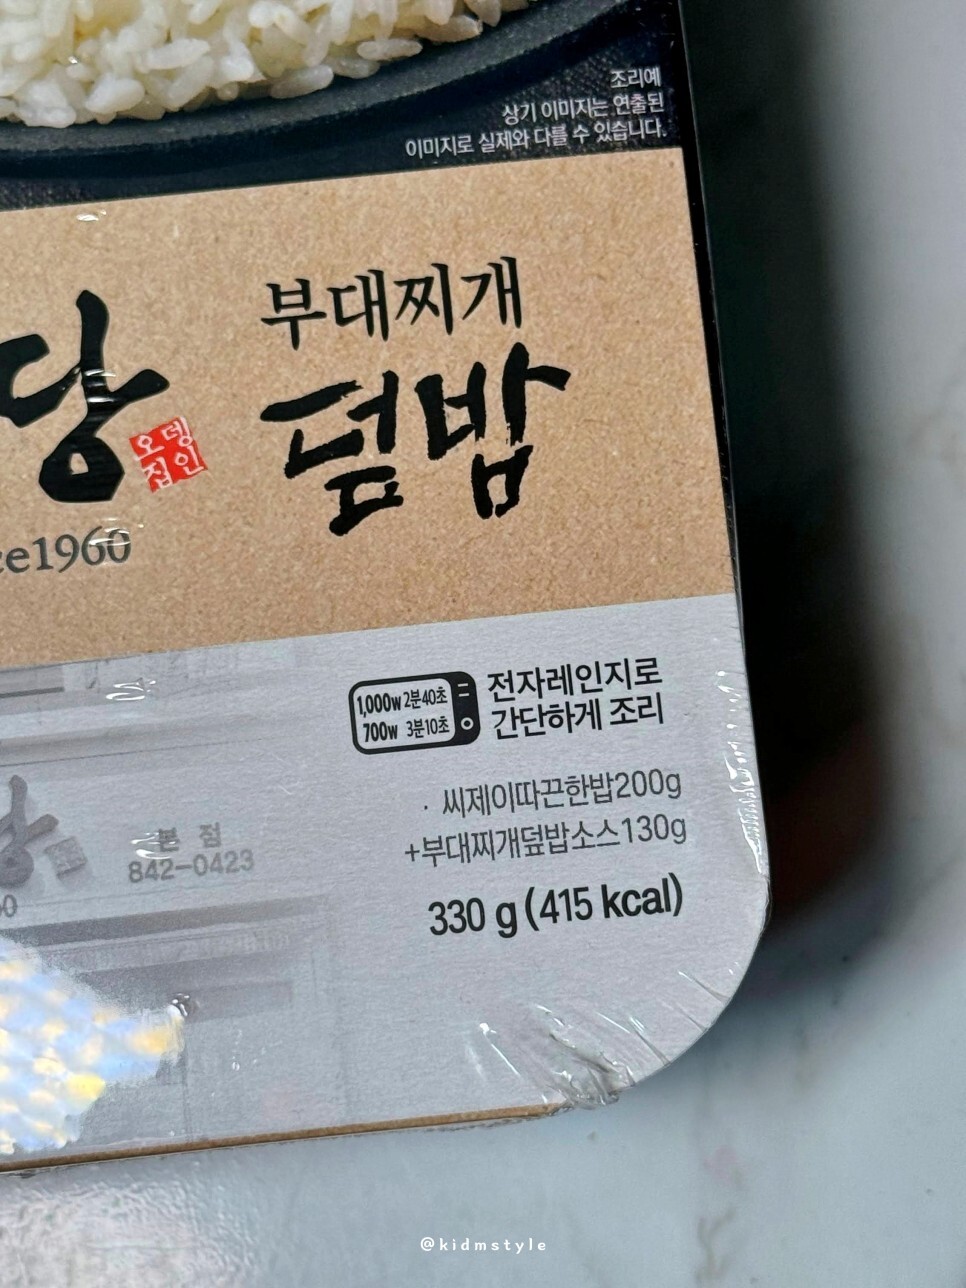 조리예
상기 이미지는 연출된
이미지로 실제와 다를 수 있습니다.
부대찌개
덮밥
당
오뎅
집인
ce1960
1,000w 2분40초
700w 3분10초
전자레인지로
간단하게 조리
· 씨제이따끈한밥200g
+부대찌개덮밥소스130g
330 g (415 kcal)
당
본 점
842-0423
60
@kidmstyle